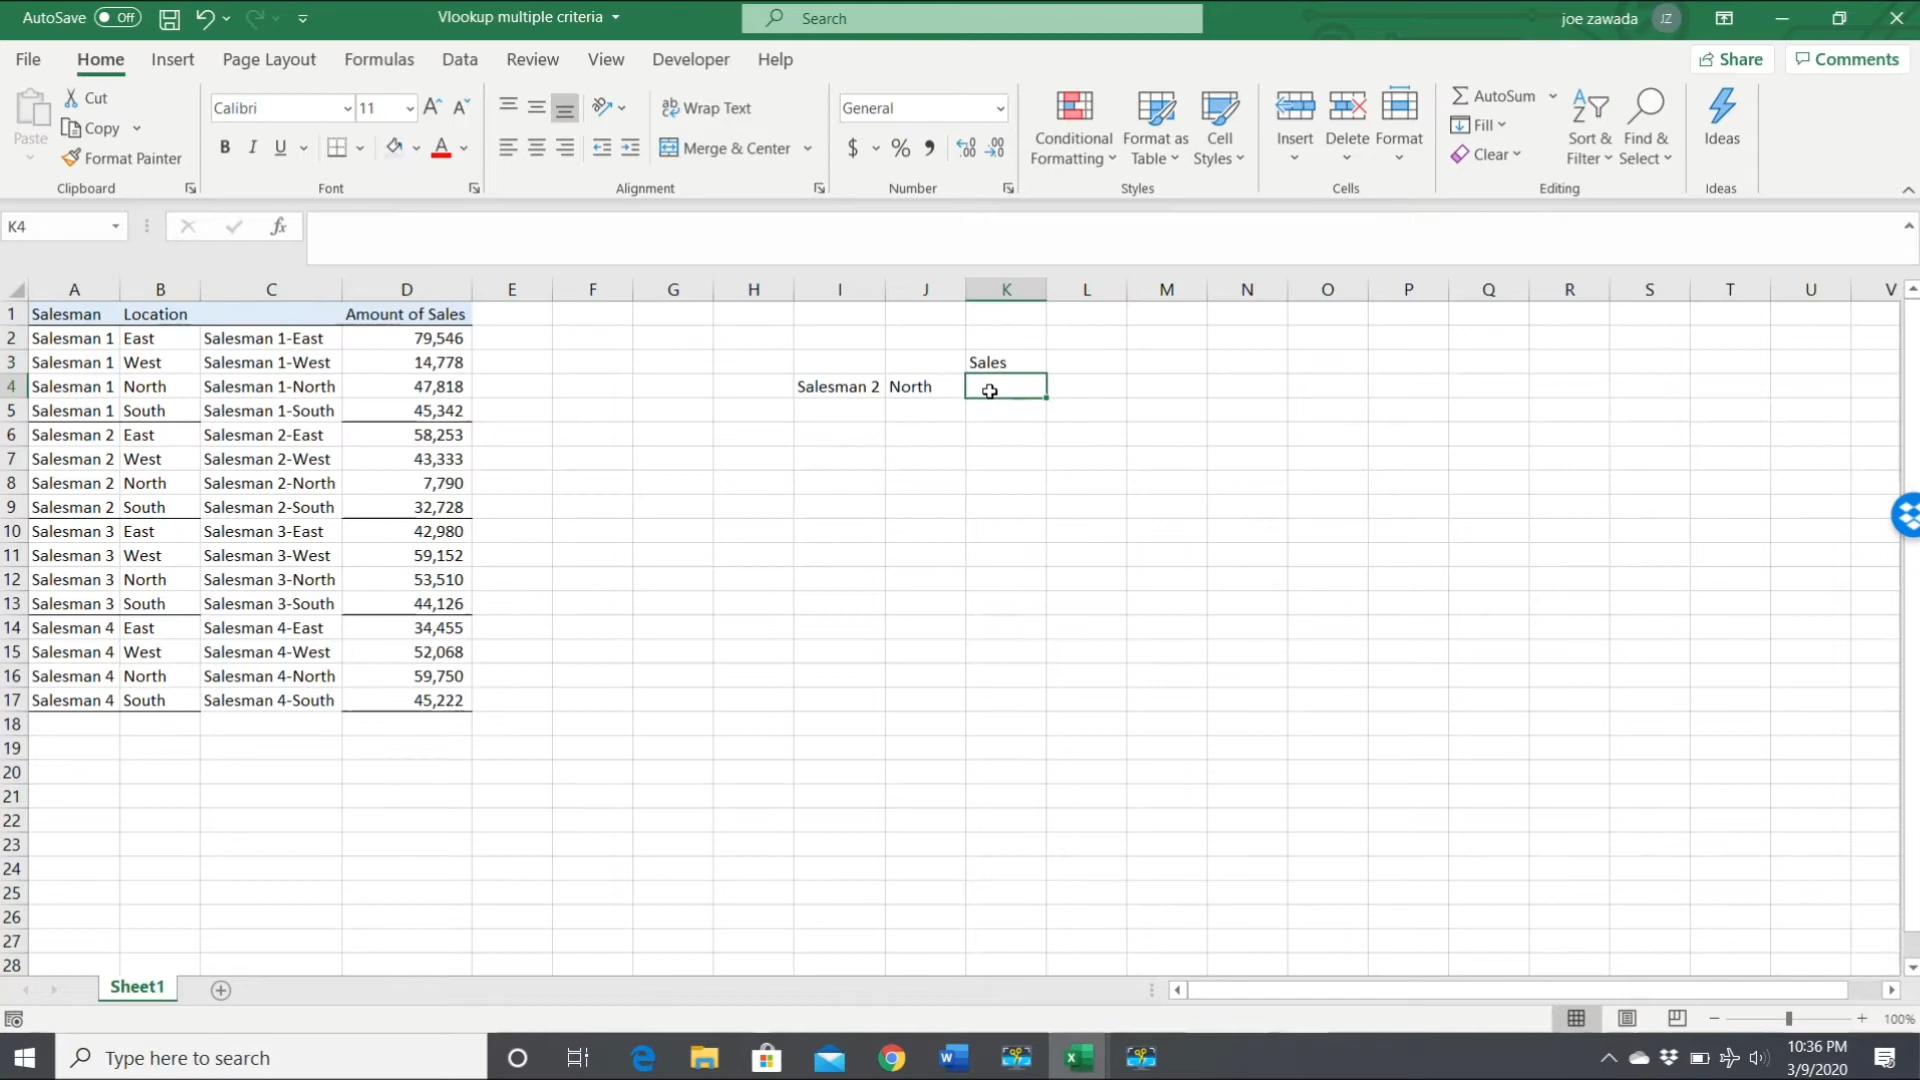 AutoSave Off Vlookup multiple criteria Search joe zawada JZ
File Home Insert Page Layout Formulas Data Review View Developer Help Share Comments
Paste Cut Copy Format Painter Clipboard
Calibri 11 B I U A Font
ab Wrap Text Merge & Center Alignment
General $ % Number
Conditional Formatting Format as Table Cell Styles Styles
Insert Delete Format Cells
AutoSum Fill Clear Sort & Filter Find & Select Editing
Ideas Ideas
K4 fx
A B C D E F G H I J K L M N O P Q R S T U V
1 Salesman Location Amount of Sales
2 Salesman 1 East Salesman 1-East 79,546
3 Salesman 1 West Salesman 1-West 14,778 Sales
4 Salesman 1 North Salesman 1-North 47,818 Salesman 2 North
5 Salesman 1 South Salesman 1-South 45,342
6 Salesman 2 East Salesman 2-East 58,253
7 Salesman 2 West Salesman 2-West 43,333
8 Salesman 2 North Salesman 2-North 7,790
9 Salesman 2 South Salesman 2-South 32,728
10 Salesman 3 East Salesman 3-East 42,980
11 Salesman 3 West Salesman 3-West 59,152
12 Salesman 3 North Salesman 3-North 53,510
13 Salesman 3 South Salesman 3-South 44,126
14 Salesman 4 East Salesman 4-East 34,455
15 Salesman 4 West Salesman 4-West 52,068
16 Salesman 4 North Salesman 4-North 59,750
17 Salesman 4 South Salesman 4-South 45,222
18
19
20
21
22
23
24
25
26
27
28
Sheet1
100%
Type here to search
10:36 PM
3/9/2020